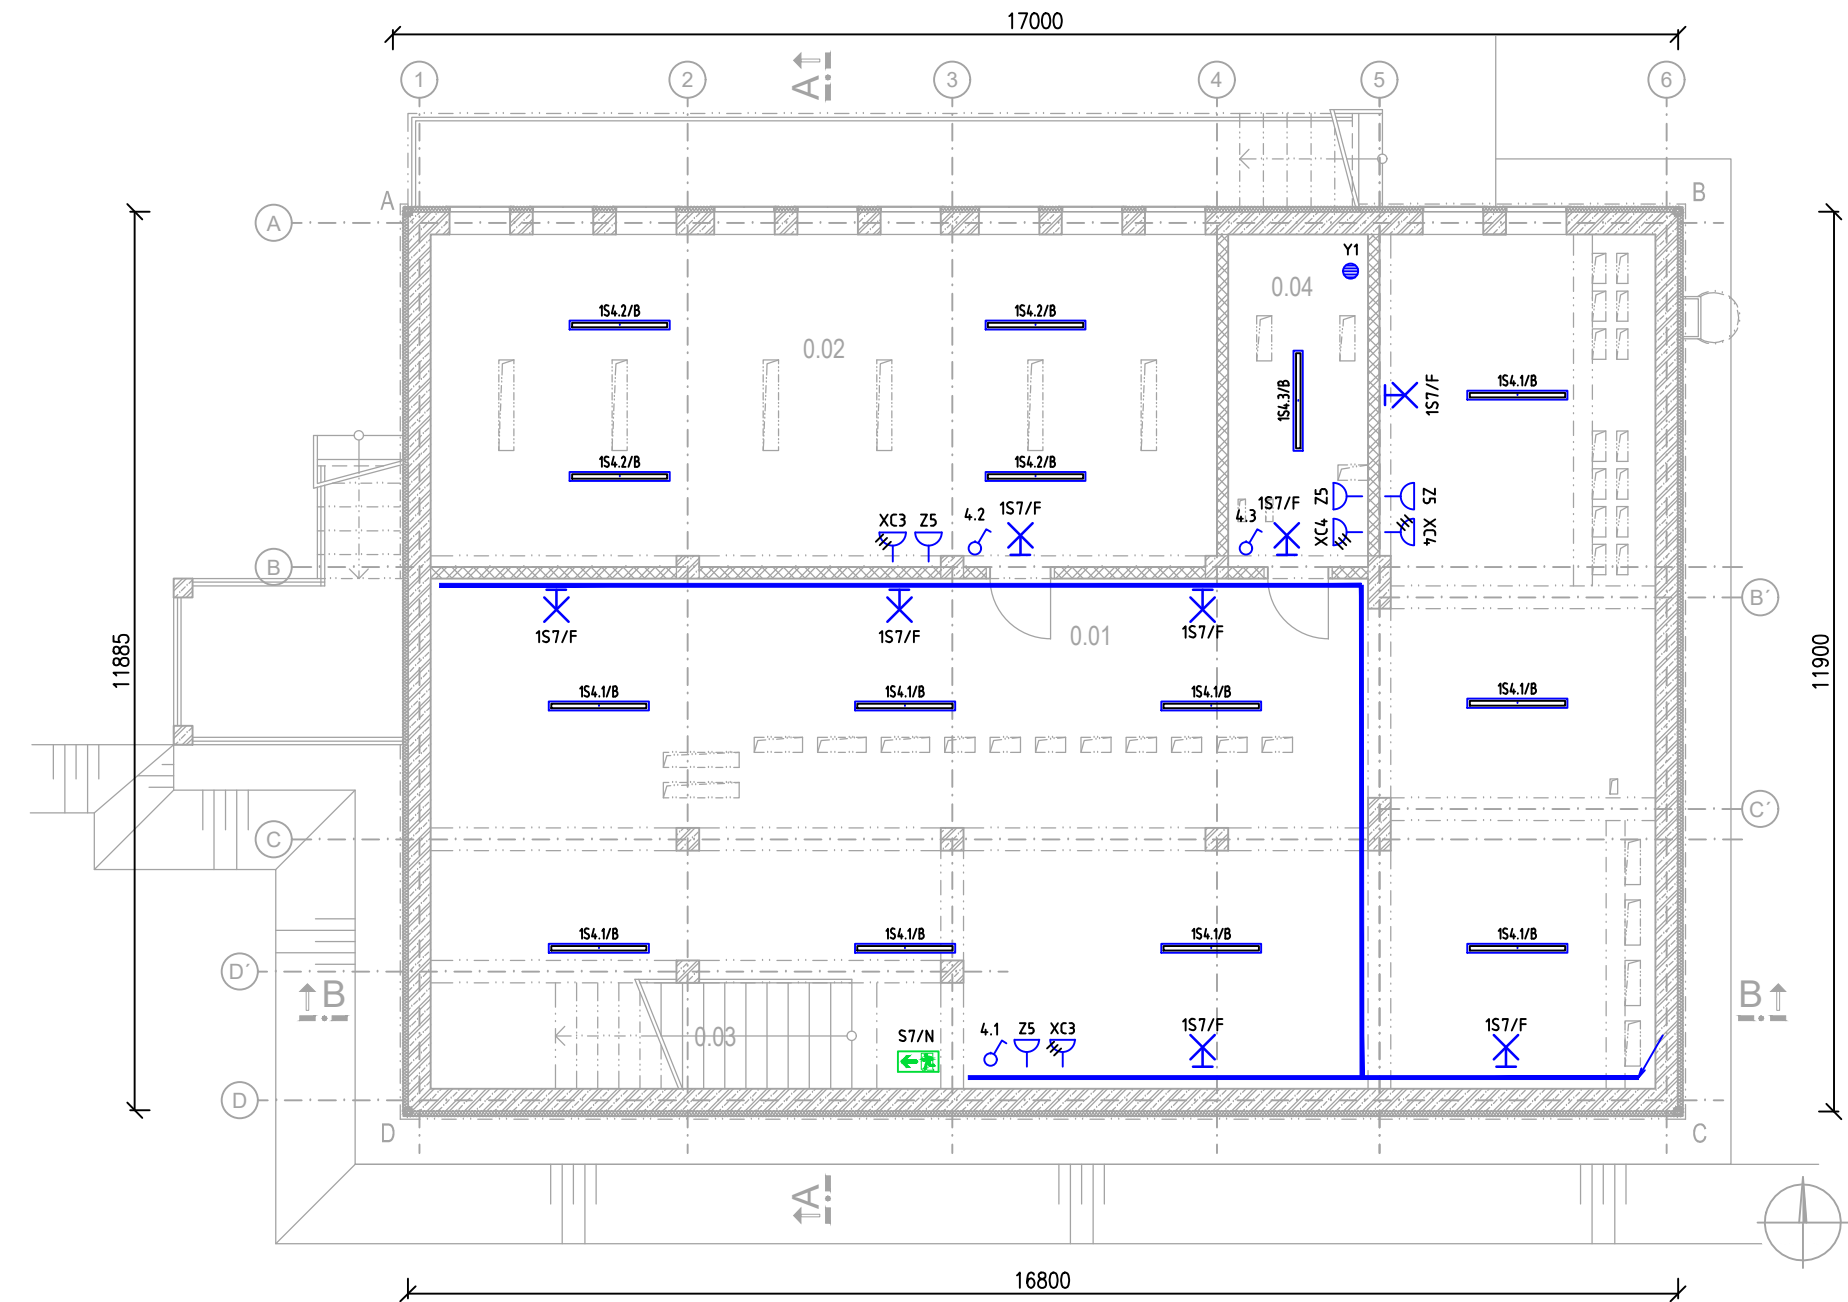 17000
1 2 3 4 5 6
A
A B
A
Y1
0.04
1S4.2/B 1S4.2/B
0.02
1S4.3/B
1S7/F
1S4.1/B
1S4.2/B 1S4.2/B
XC3 Z5 4.2 1S7/F
4.3 1S7/F
Z5 Z5
XC4 XC4
B
B´
1S7/F 1S7/F 1S7/F
0.01
11885
11900
1S4.1/B 1S4.1/B 1S4.1/B 1S4.1/B
C´
C
1S4.1/B 1S4.1/B 1S4.1/B 1S4.1/B
D´
B B
0.03
S7/N 4.1 Z5 XC3 1S7/F 1S7/F
D
D C
A
16800